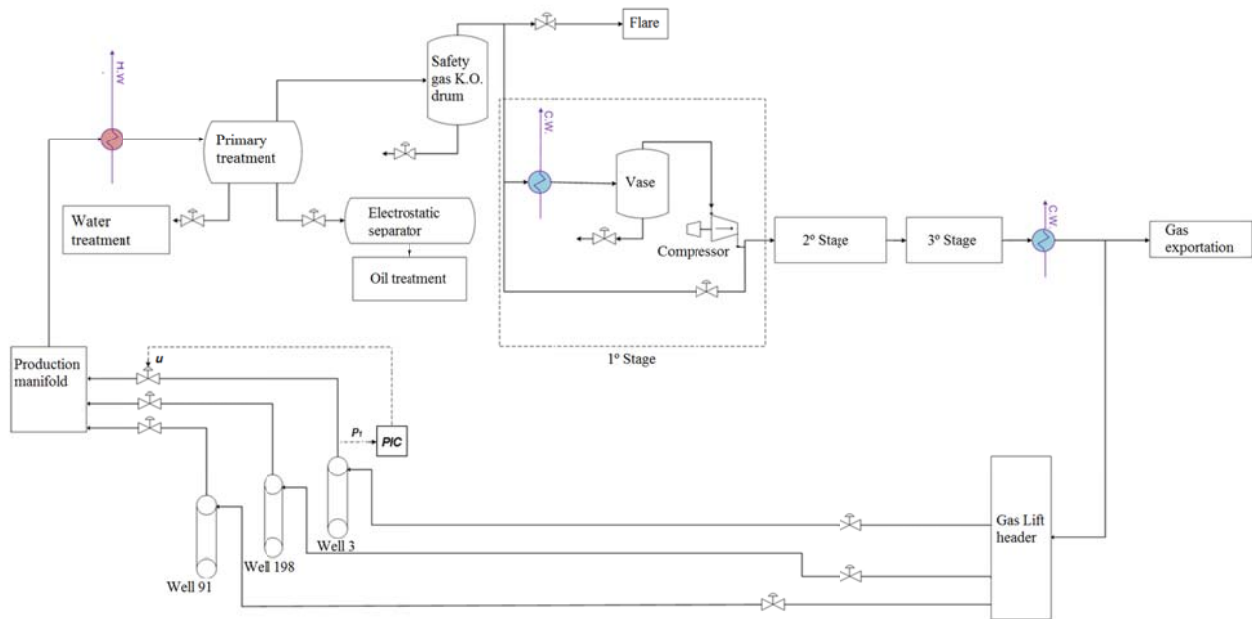 Flare
Safety
gas K.O.
drum
H.W
C.W.
Primary
treatment
Vase
Water
treatment
Electrostatic
separator
Oil treatment
Compressor
2º Stage
3º Stage
C.W.
Gas
exportation
1º Stage
Production
manifold
u
P1
PIC
Well 3
Well 198
Well 91
Gas Lift
header